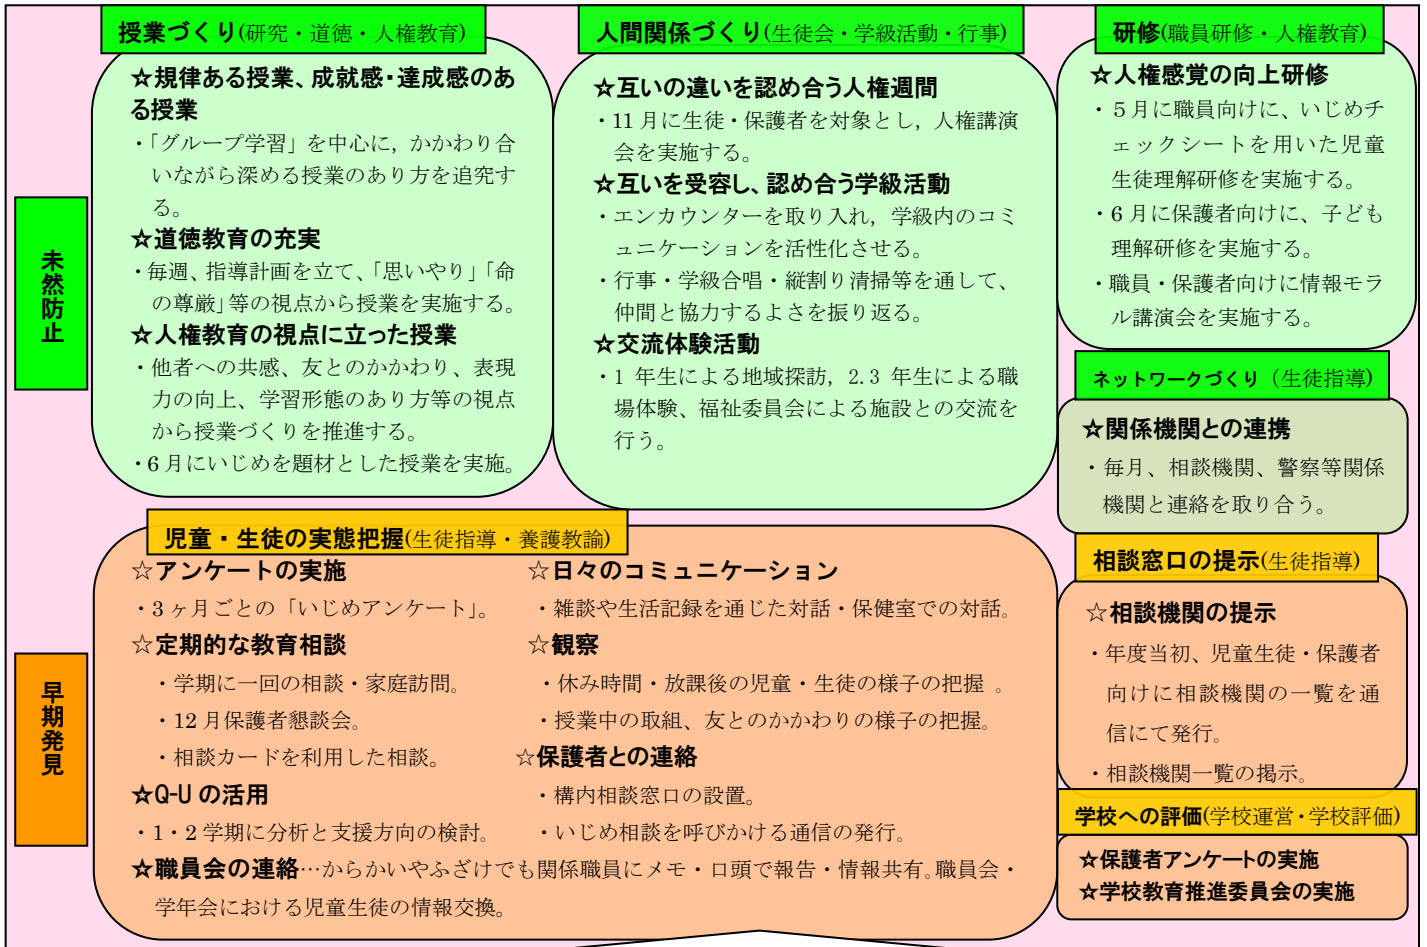 授業づくり(研究・道徳・人権教育)
☆規律ある授業、成就感・達成感のあ
る授業
・「グループ学習」を中心に，かかわり合
いながら深める授業のあり方を追究す
る。
☆道徳教育の充実
・毎週、指導計画を立て、「思いやり」「命
の尊厳」等の視点から授業を実施する。
☆人権教育の視点に立った授業
・他者への共感、友とのかかわり、表現
力の向上、学習形態のあり方等の視点
から授業づくりを推進する。
・6月にいじめを題材とした授業を実施。
人間関係づくり(生徒会・学級活動・行事)
☆互いの違いを認め合う人権週間
・11月に生徒・保護者を対象とし，人権講演
会を実施する。
☆互いを受容し、認め合う学級活動
・エンカウンターを取り入れ，学級内のコミ
ュニケーションを活性化させる。
・行事・学級合唱・縦割り清掃等を通して、
仲間と協力するよさを振り返る。
☆交流体験活動
・1 年生による地域探訪，2.3 年生による職
場体験、福祉委員会による施設との交流を
行う。
研修(職員研修・人権教育)
☆人権感覚の向上研修
・５月に職員向けに、いじめチ
ェックシートを用いた児童
生徒理解研修を実施する。
・6月に保護者向けに、子ども
理解研修を実施する。
・職員・保護者向けに情報モラ
ル講演会を実施する。
ネットワークづくり（生徒指導)
☆関係機関との連携
・毎月、相談機関、警察等関係
機関と連絡を取り合う。
未然防止
児童・生徒の実態把握(生徒指導・養護教諭)
☆アンケートの実施
・3ヶ月ごとの「いじめアンケート」。
☆定期的な教育相談
・学期に一回の相談・家庭訪問。
・12月保護者懇談会。
・相談カードを利用した相談。
☆Q-U の活用
・1・2学期に分析と支援方向の検討。
☆日々のコミュニケーション
・雑談や生活記録を通じた対話・保健室での対話。
☆観察
・休み時間・放課後の児童・生徒の様子の把握 。
・授業中の取組、友とのかかわりの様子の把握。
☆保護者との連絡
・構内相談窓口の設置。
・いじめ相談を呼びかける通信の発行。
☆職員会の連絡…からかいやふざけでも関係職員にメモ・口頭で報告・情報共有。職員会・
学年会における児童生徒の情報交換。
相談窓口の提示(生徒指導)
☆相談機関の提示
・年度当初、児童生徒・保護者
向けに相談機関の一覧を通
信にて発行。
・相談機関一覧の掲示。
学校への評価(学校運営・学校評価)
☆保護者アンケートの実施
☆学校教育推進委員会の実施
早期発見